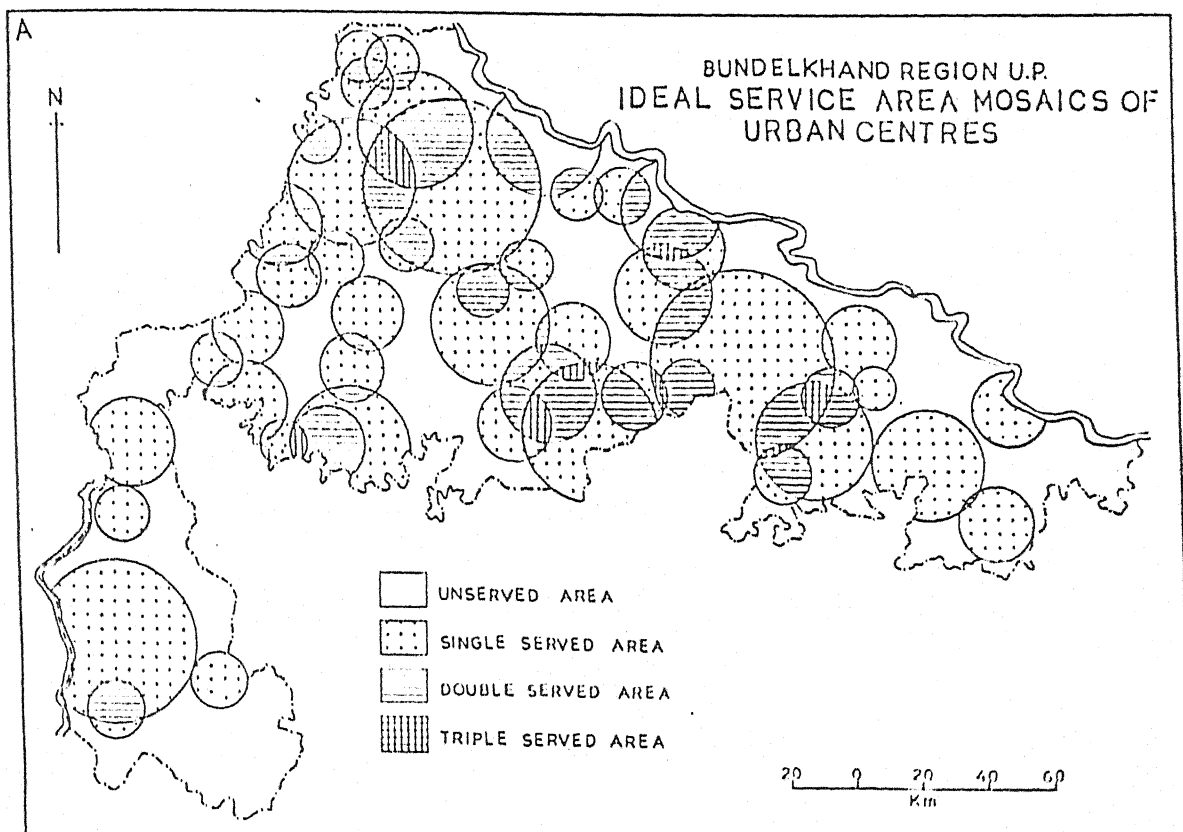 A
BUNDELKHAND REGION U.P.
IDEAL SERVICE AREA MOSAICS OF
URBAN CENTRES
N
UNSERVED AREA
SINGLE SERVED AREA
DOUBLE SERVED AREA
TRIPLE SERVED AREA
20 0 20 40 60
Km